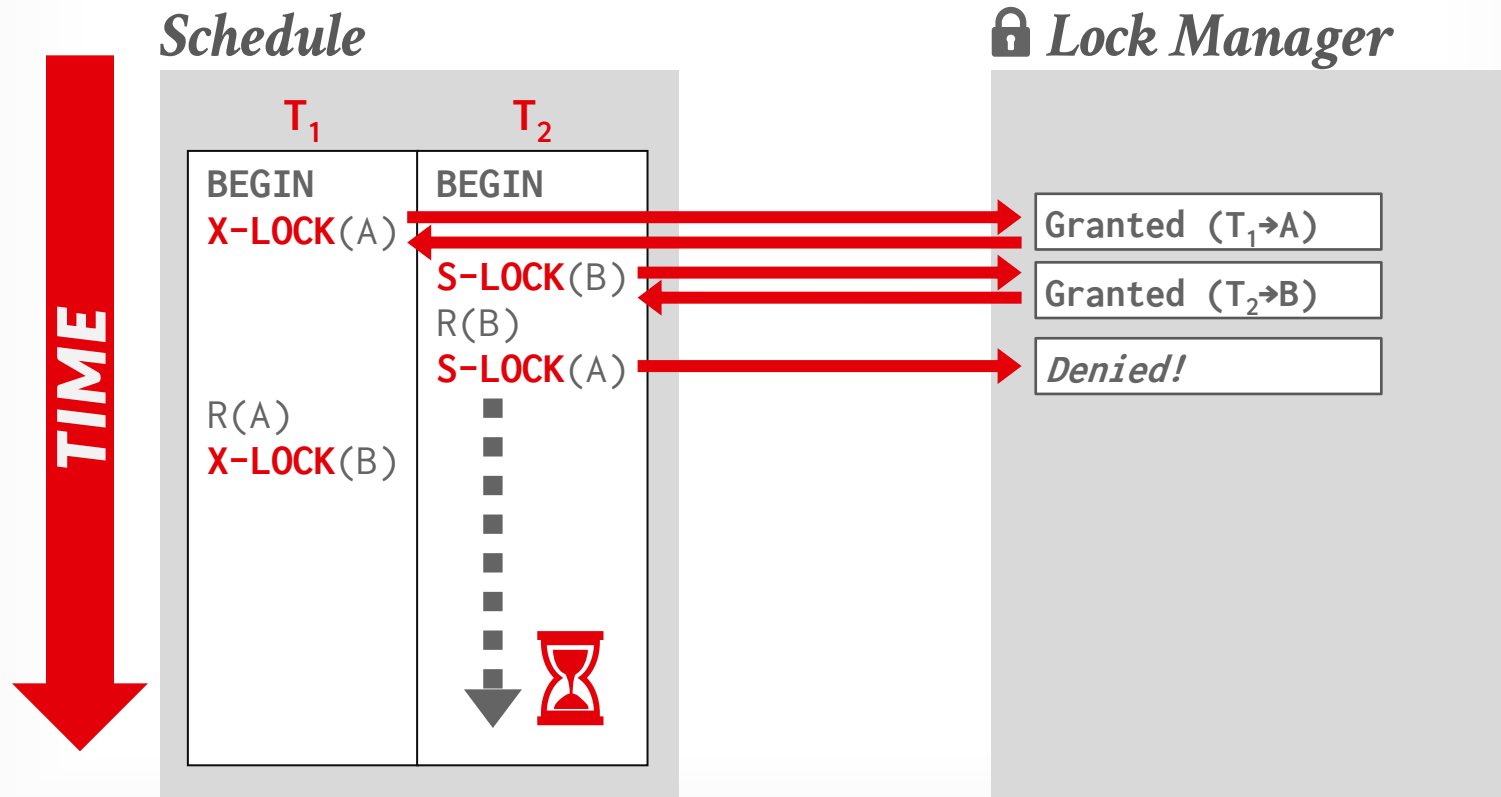 Schedule
Lock Manager
TIME
T1 T2
BEGIN BEGIN
X-LOCK(A)
Granted (T1→A)
S-LOCK(B)
Granted (T2→B)
R(B)
S-LOCK(A)
Denied!
R(A)
X-LOCK(B)